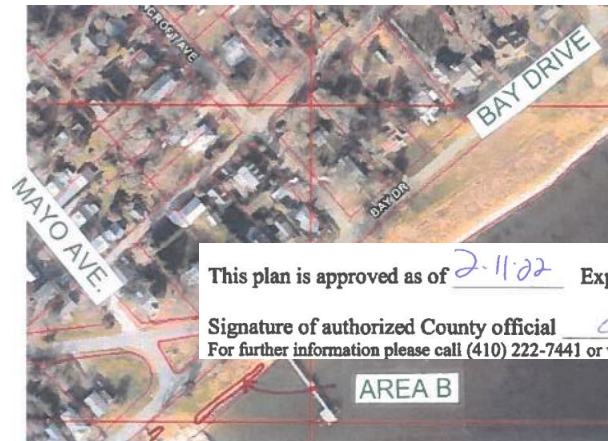 BAY DRIVE
BAY DR
MAYO AVE.
This plan is approved as of 2-11-22 Exp
Signature of authorized County official
For further information please call (410) 222-7441 or
AREA B